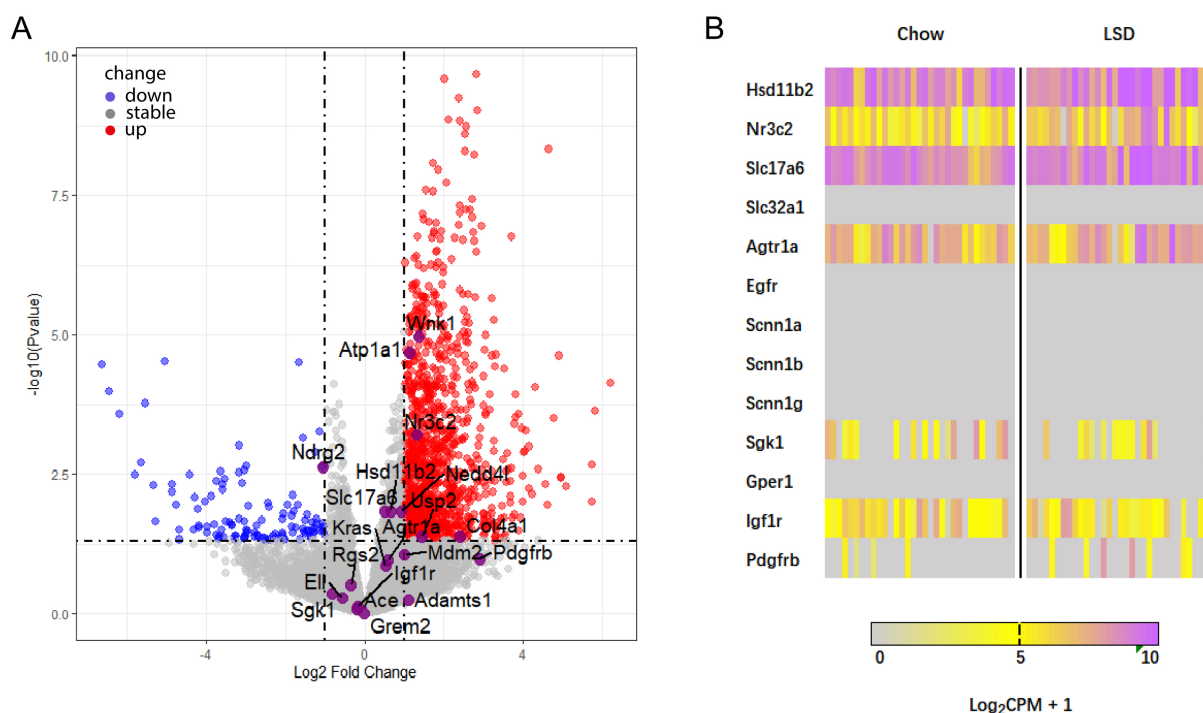 A
B
Chow LSD
10.0
7.5
5.0
2.5
0.0
-log10(Pvalue)
change
down
stable
up
Wnk1
Atp1a1
Nr3c2
Ndrg2
Hsd11b2
Nedd4l
Slc17a6
Usp2
Kras
Agtr1a
Col4a1
Rgs2
Mdm2
Pdgfrb
Ell
Igf1r
Sgk1
Ace
Adamts1
Grem2
-4 0 4
Log2 Fold Change
Hsd11b2
Nr3c2
Slc17a6
Slc32a1
Agtr1a
Egfr
Scnn1a
Scnn1b
Scnn1g
Sgk1
Gper1
Igf1r
Pdgfrb
0 5 10
Log₂CPM + 1